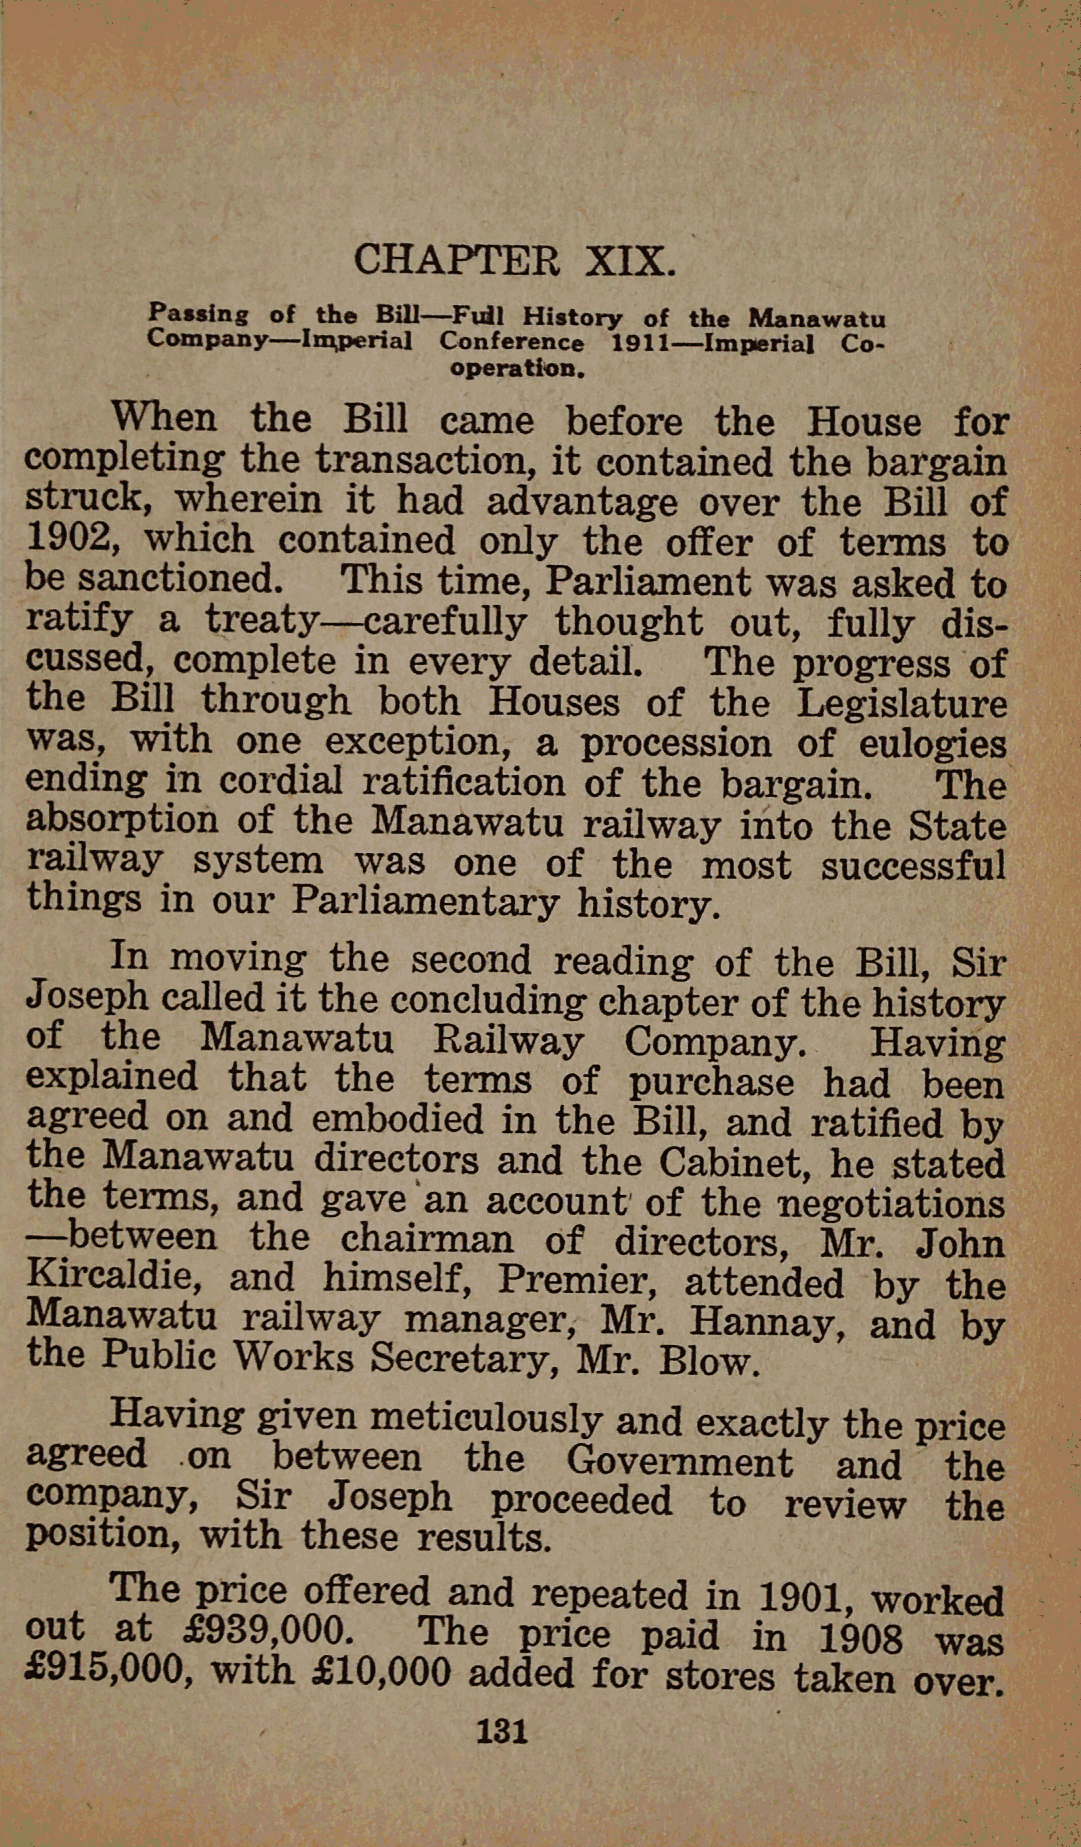 CHAPTER XIX.
Passing of the Bill—Full History of the Manawatu
Company—Imperial Conference 1911—Imperial Co-
operation.
When the Bill came before the House for
completing the transaction, it contained the bargain
struck, wherein it had advantage over the Bill of
1902, which contained only the offer of terms to
be sanctioned. This time, Parliament was asked to
ratify a treaty—carefully thought out, fully dis-
cussed, complete in every detail. The progress of
the Bill through both Houses of the Legislature
was, with one exception, a procession of eulogies
ending in cordial ratification of the bargain. The
absorption of the Manawatu railway into the State
railway system was one of the most successful
things in our Parliamentary history.
In moving the second reading of the Bill, Sir
Joseph called it the concluding chapter of the history
of the Manawatu Railway Company. Having
explained that the terms of purchase had been
agreed on and embodied in the Bill, and ratified by
the Manawatu directors and the Cabinet, he stated
the terms, and gave an account of the negotiations
—between the chairman of directors, Mr. John
Kircaldie, and himself, Premier, attended by the
Manawatu railway manager, Mr. Hannay, and by
the Public Works Secretary, Mr. Blow.
Having given meticulously and exactly the price
agreed on between the Government and the
company, Sir Joseph proceeded to review the
position, with these results.
The price offered and repeated in 1901, worked
out at £939,000. The price paid in 1908 was
£915,000, with £10,000 added for stores taken over.
131